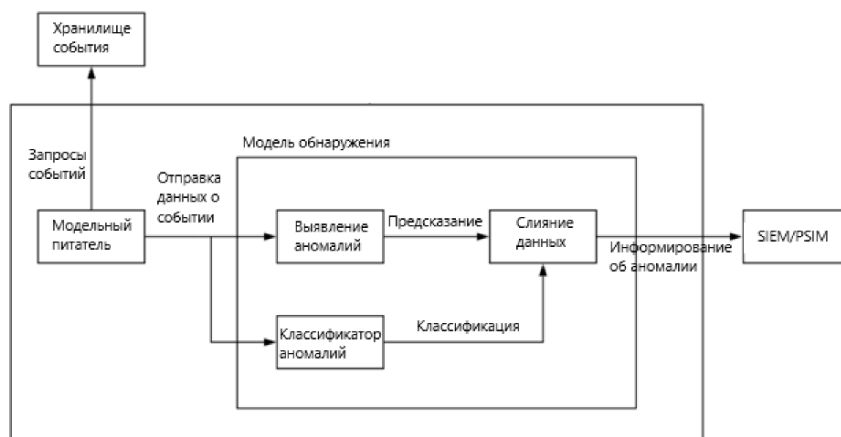 Хранилище
события
Модель обнаружения
Запросы
событий
Отправка
данных о
событии
Модельный
питатель
Выявление
аномалий
Предсказание
Слияние
данных
Информирование
об аномалии
SIEM/PSIM
Классификатор
аномалий
Классификация